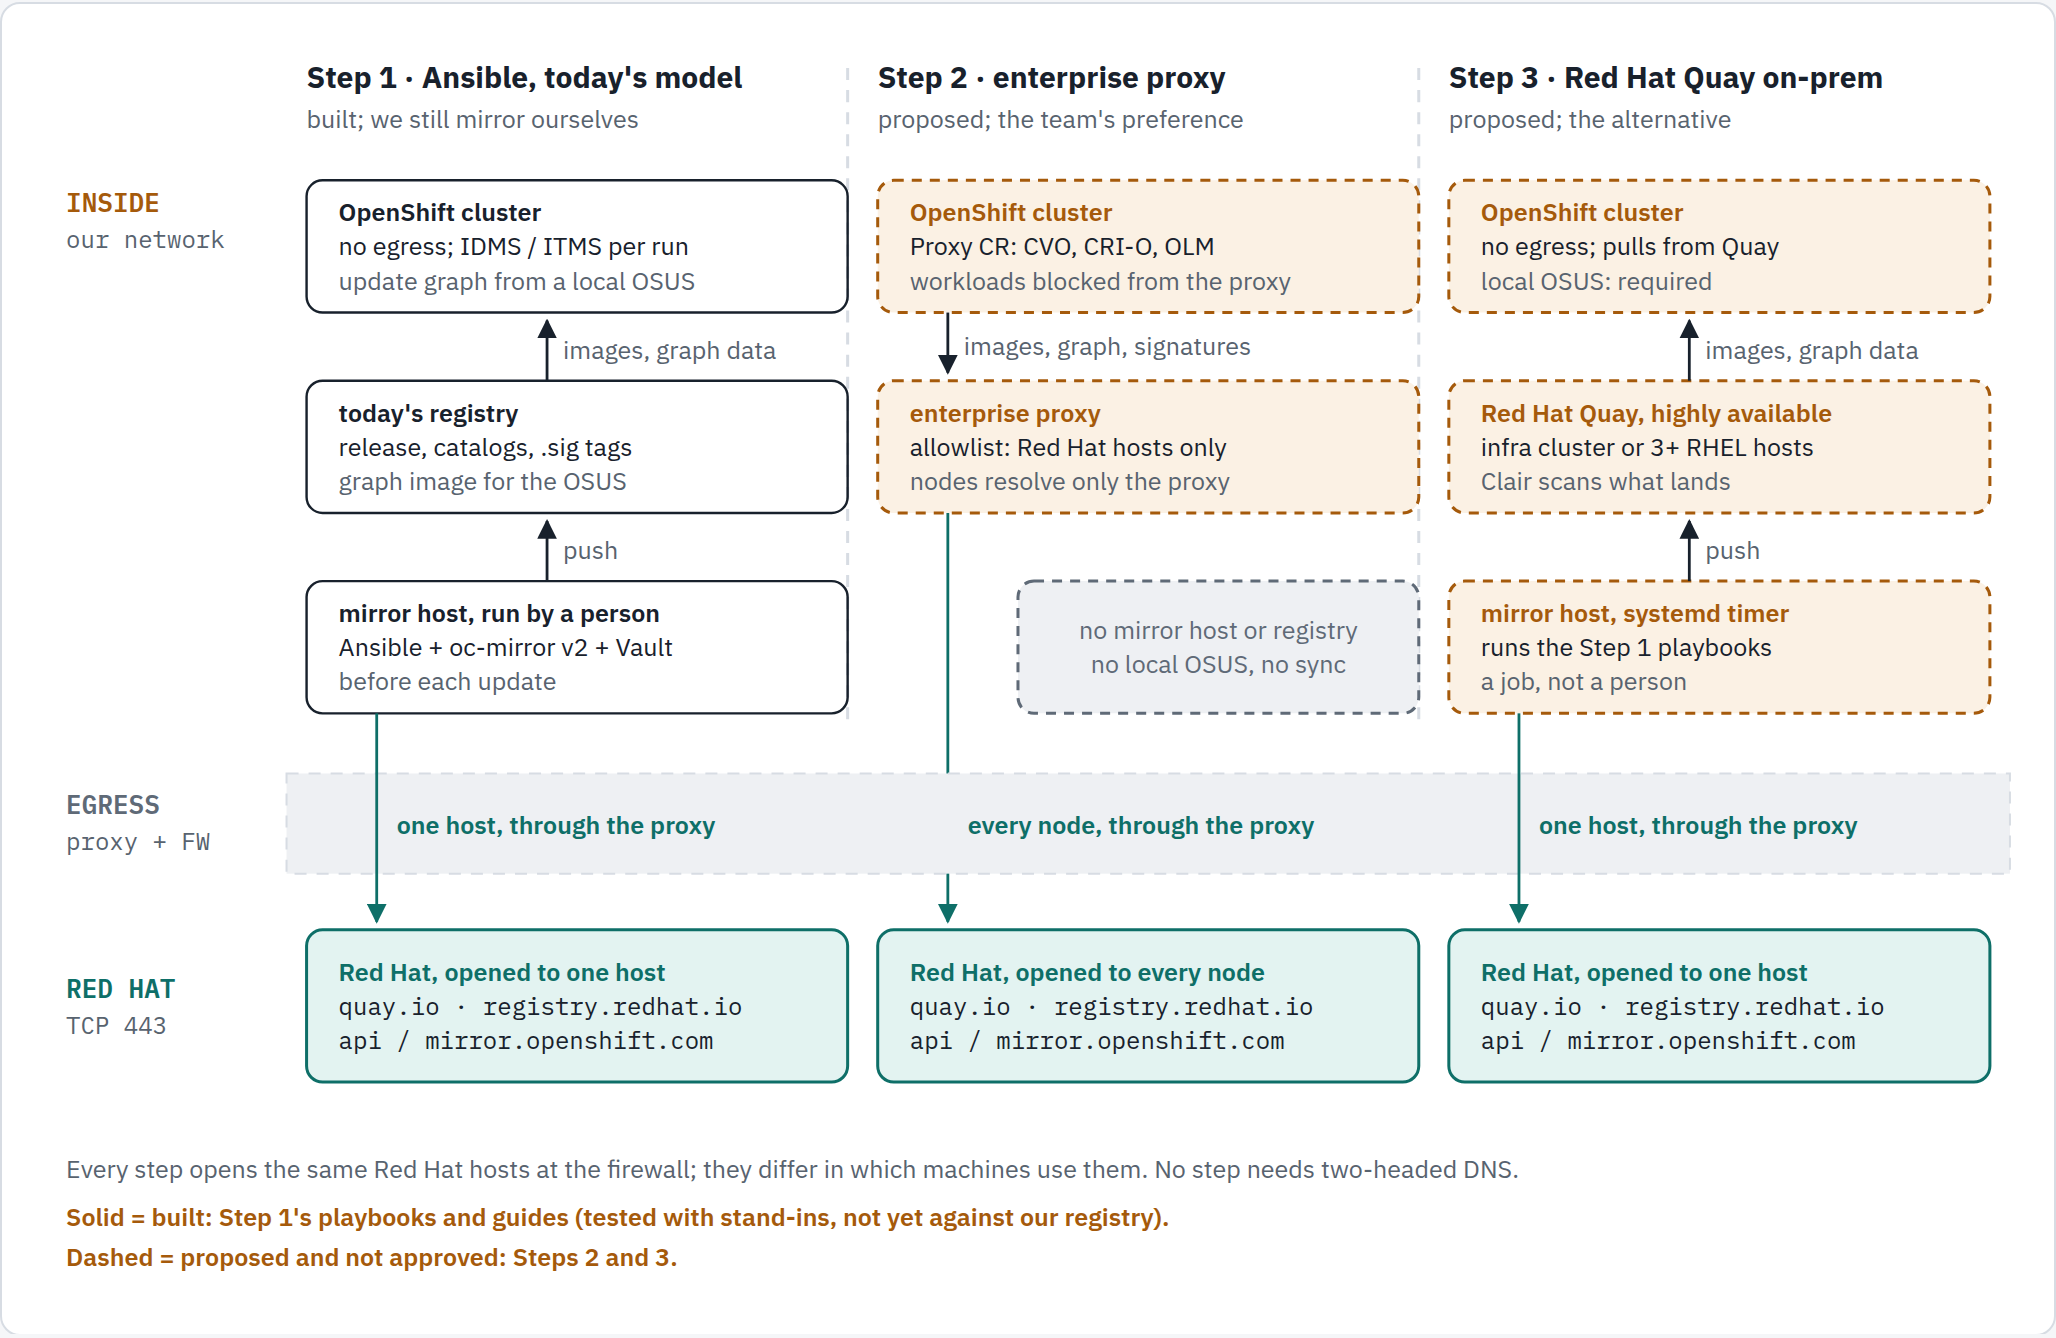 Step 1 · Ansible, today's model
built; we still mirror ourselves
Step 2 · enterprise proxy
proposed; the team's preference
Step 3 · Red Hat Quay on-prem
proposed; the alternative
INSIDE
our network
OpenShift cluster
no egress; IDMS / ITMS per run
update graph from a local OSUS
OpenShift cluster
Proxy CR: CVO, CRI-O, OLM
workloads blocked from the proxy
OpenShift cluster
no egress; pulls from Quay
local OSUS: required
images, graph data
images, graph, signatures
images, graph data
today's registry
release, catalogs, .sig tags
graph image for the OSUS
enterprise proxy
allowlist: Red Hat hosts only
nodes resolve only the proxy
Red Hat Quay, highly available
infra cluster or 3+ RHEL hosts
Clair scans what lands
push
push
mirror host, run by a person
Ansible + oc-mirror v2 + Vault
before each update
no mirror host or registry
no local OSUS, no sync
mirror host, systemd timer
runs the Step 1 playbooks
a job, not a person
EGRESS
proxy + FW
one host, through the proxy
every node, through the proxy
one host, through the proxy
RED HAT
TCP 443
Red Hat, opened to one host
quay.io · registry.redhat.io
api / mirror.openshift.com
Red Hat, opened to every node
quay.io · registry.redhat.io
api / mirror.openshift.com
Red Hat, opened to one host
quay.io · registry.redhat.io
api / mirror.openshift.com
Every step opens the same Red Hat hosts at the firewall; they differ in which machines use them. No step needs two-headed DNS.
Solid = built: Step 1's playbooks and guides (tested with stand-ins, not yet against our registry).
Dashed = proposed and not approved: Steps 2 and 3.